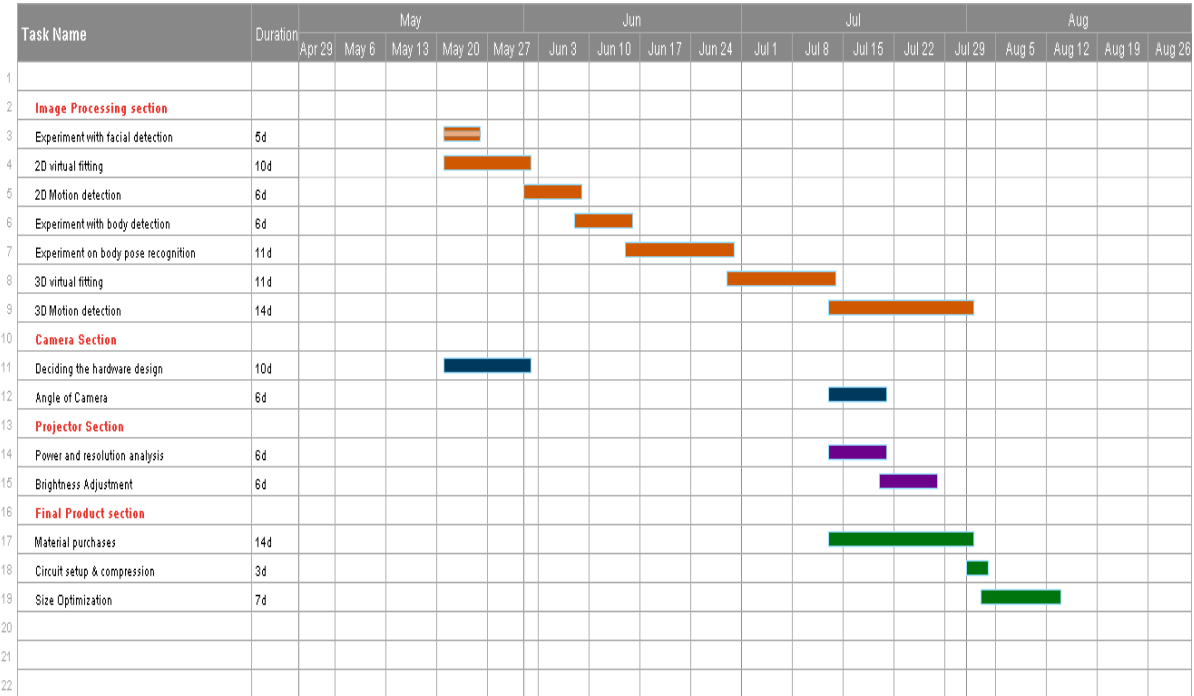 May Jun Jul Aug
Task Name Duration
Apr 29 May 6 May 13 May 20 May 27 Jun 3 Jun 10 Jun 17 Jun 24 Jul 1 Jul 8 Jul 15 Jul 22 Jul 29 Aug 5 Aug 12 Aug 19 Aug 26
1
2 Image Processing section
3 Experiment with facial detection 5d
4 2D virtual fitting 10d
5 2D Motion detection 6d
6 Experiment with body detection 6d
7 Experiment on body pose recognition 11d
8 3D virtual fitting 11d
9 3D Motion detection 14d
10 Camera Section
11 Deciding the hardware design 10d
12 Angle of Camera 6d
13 Projector Section
14 Power and resolution analysis 6d
15 Brightness Adjustment 6d
16 Final Product section
17 Material purchases 14d
18 Circuit setup & compression 3d
19 Size Optimization 7d
20
21
22